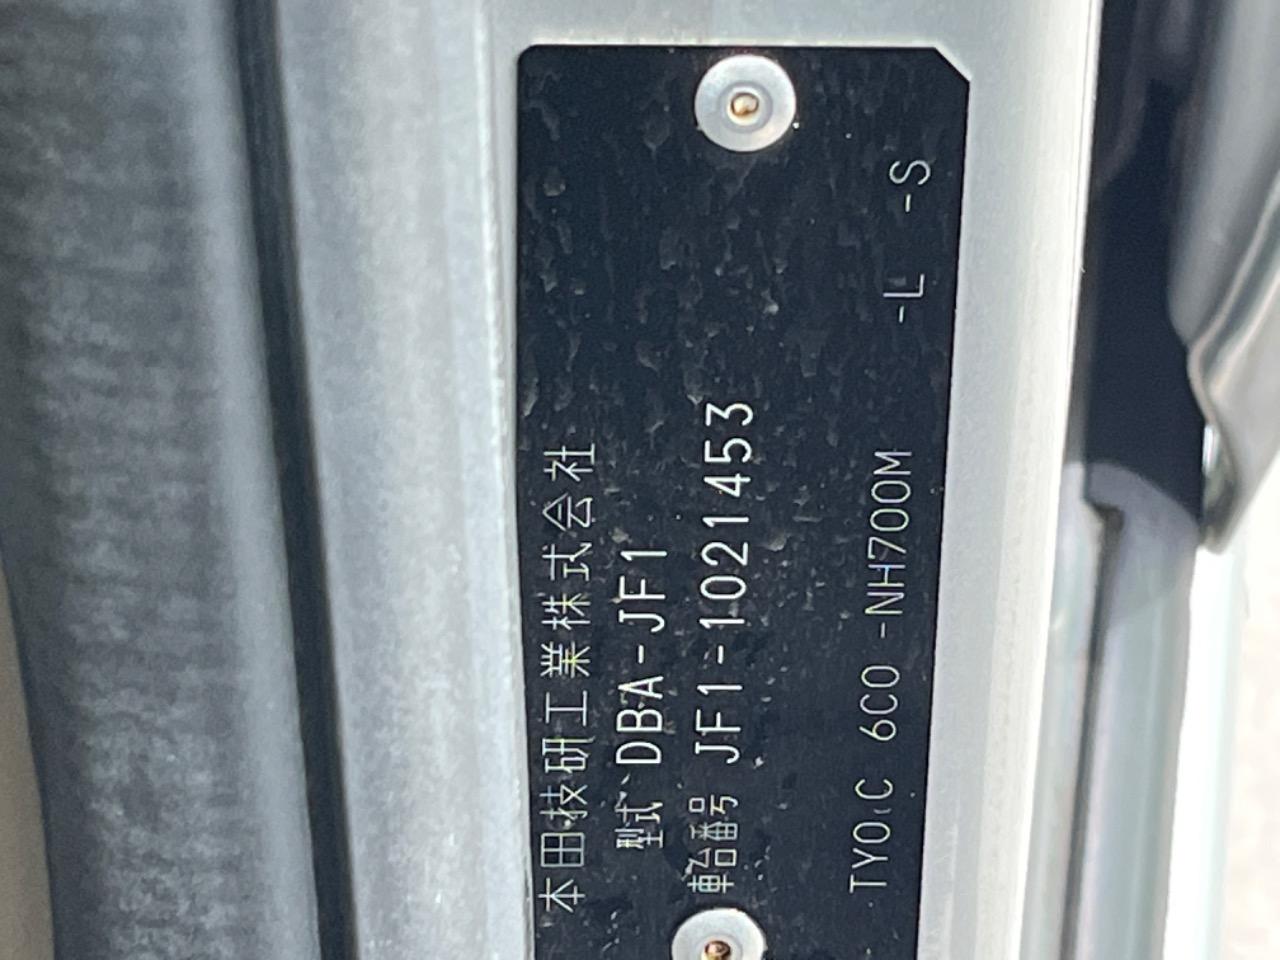 本田技研工業株式会社
型式 DBA-JF1
車台番号 JF1-1021453
TY0 C 6C0 -NH700M -L -S